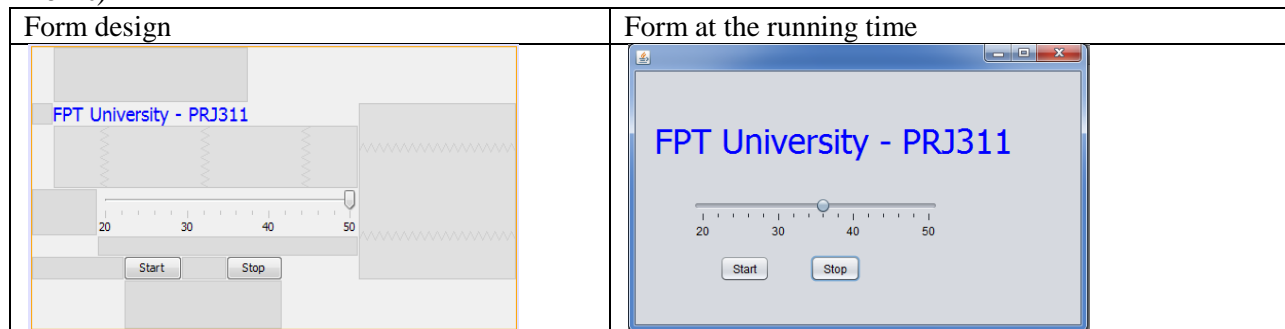 Form design
Form at the running time
FPT University - PRJ311
20 30 40 50
Start Stop
FPT University - PRJ311
20 30 40 50
Start Stop